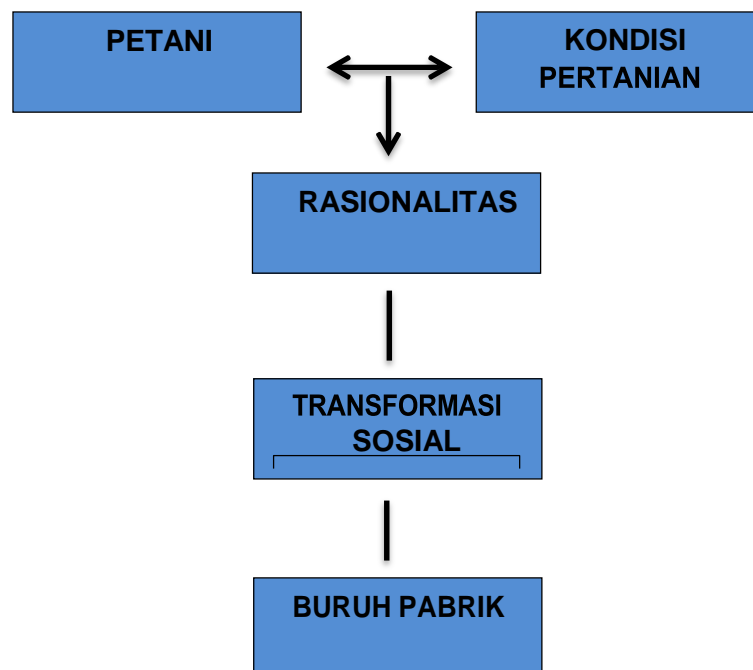 PETANI
KONDISI
PERTANIAN
RASIONALITAS
TRANSFORMASI
SOSIAL
BURUH PABRIK